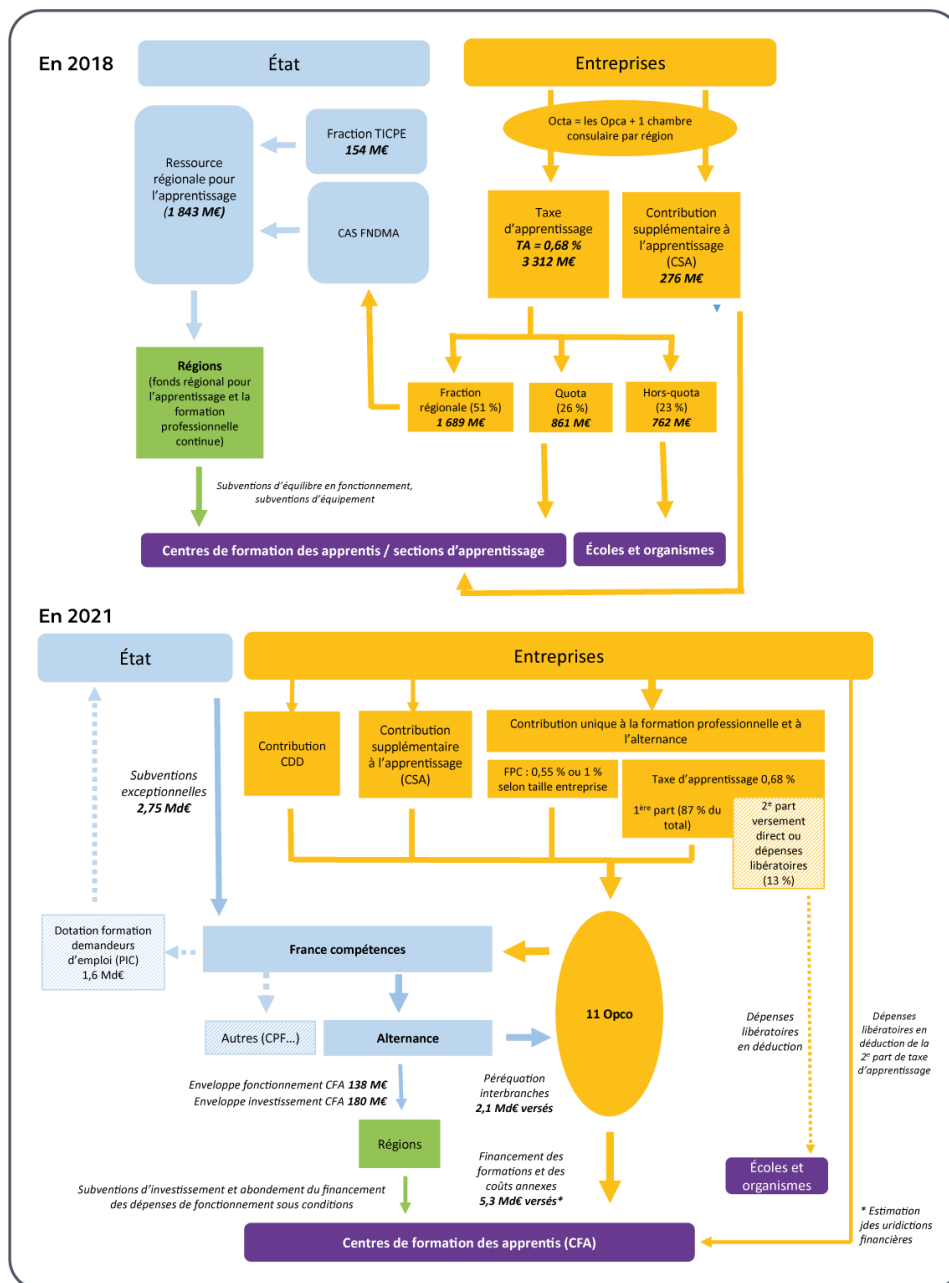 En 2018
État
Entreprises
Octa = les Opca + 1 chambre
consulaire par région
Fraction TICPE
154 M€
Ressource
régionale pour
l'apprentissage
(1 843 M€)
CAS FNDMA
Taxe
d'apprentissage
TA = 0,68 %
3 312 M€
Contribution
supplémentaire à
l'apprentissage
(CSA)
276 M€
Régions
(fonds régional pour
l'apprentissage et la
formation
professionnelle
continue)
Fraction
régionale (51 %)
1 689 M€
Quota
(26 %)
861 M€
Hors-quota
(23 %)
762 M€
Subventions d'équilibre en fonctionnement,
subventions d'équipement
Centres de formation des apprentis / sections d'apprentissage
Écoles et organismes
En 2021
État
Entreprises
Contribution
CDD
Contribution
supplémentaire
à l'apprentissage
(CSA)
Contribution unique à la formation professionnelle et à
l'alternance
FPC : 0,55 % ou 1 %
selon taille entreprise
Taxe d'apprentissage 0,68 %
1ère part (87 % du
total)
2e part
versement
direct ou
dépenses
libératoires
(13 %)
Subventions
exceptionnelles
2,75 Md€
Dotation formation
demandeurs
d'emploi (PIC)
1,6 Md€
France compétences
11 Opco
Autres (CPF…)
Alternance
Dépenses
libératoires
en déduction
Dépenses
libératoires en
déduction de la
2e part de taxe
d'apprentissage
Enveloppe fonctionnement CFA 138 M€
Enveloppe investissement CFA 180 M€
Péréquation
interbranches
2,1 Md€ versés
Régions
Financement des
formations et des
coûts annexes
5,3 Md€ versés*
Écoles et
organismes
Subventions d'investissement et abondement du financement
des dépenses de fonctionnement sous conditions
* Estimation
jdes uridictions
financières
Centres de formation des apprentis (CFA)